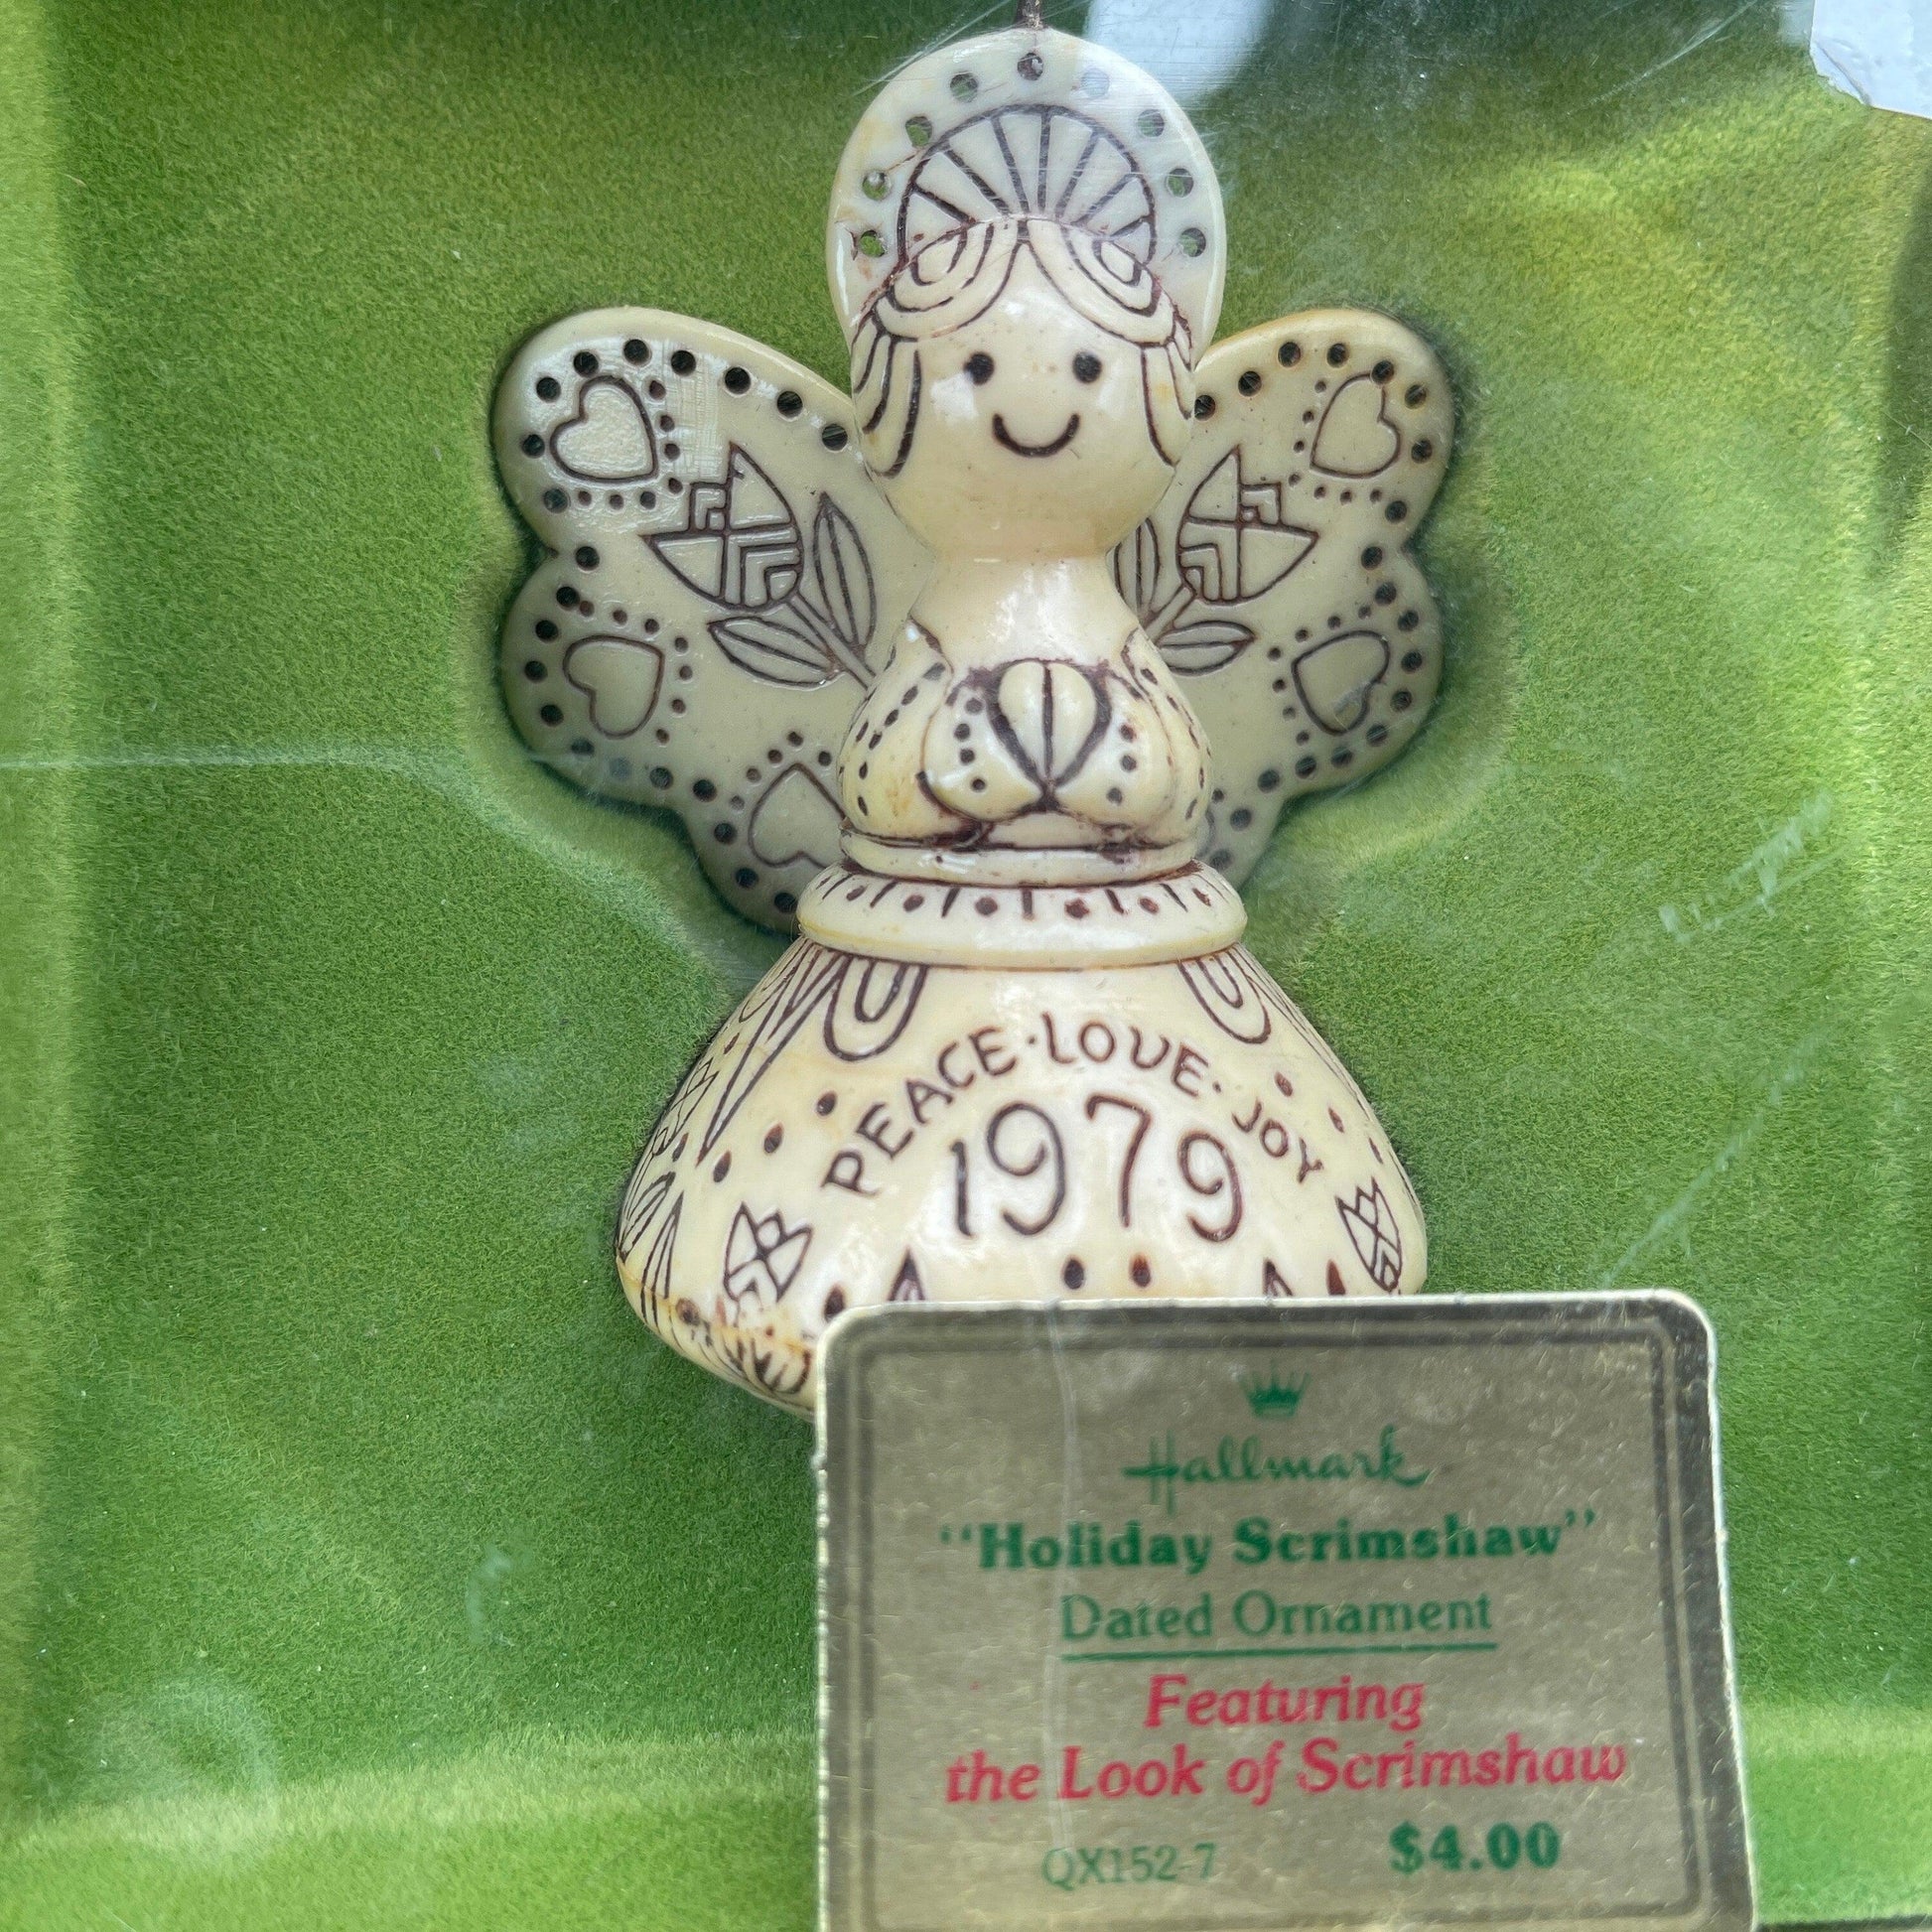 PEACE·LOVE·JOY
1979
Hallmark
"Holiday Scrimshaw"
Dated Ornament
Featuring
the Look of Scrimshaw
QX152-7 $4.00